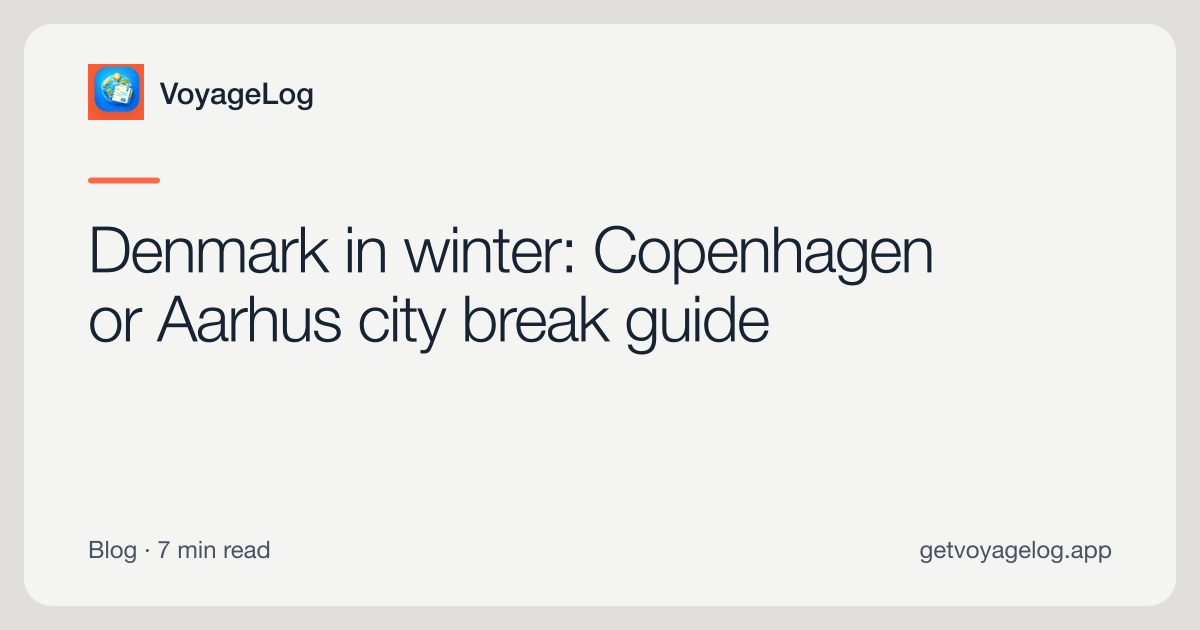 VoyageLog
Denmark in winter: Copenhagen
or Aarhus city break guide
Blog · 7 min read
getvoyagelog.app